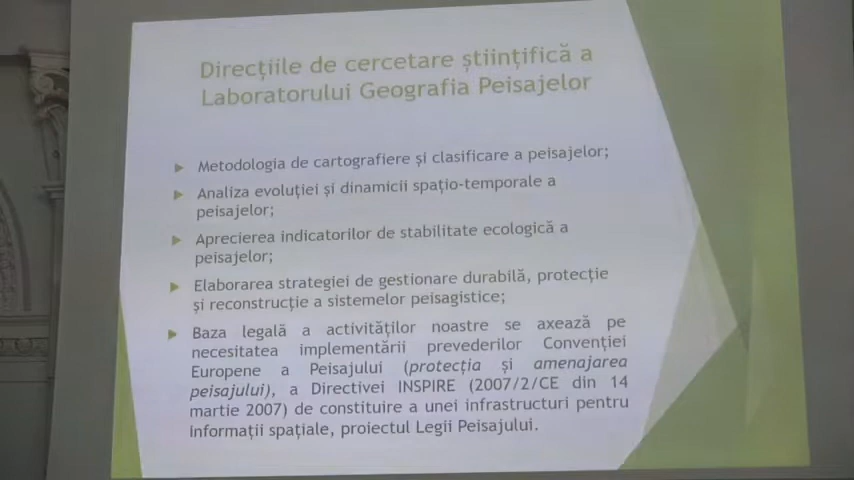 Direcțiile de cercetare științifică a
Laboratorului Geografia Peisajelor
Metodologia de cartografiere și clasificare a peisajelor;
Analiza evoluției și dinamicii spațio-temporale a
peisajelor;
Aprecierea indicatorilor de stabilitate ecologică a
peisajelor;
Elaborarea strategiei de gestionare durabilă, protecție
și reconstrucție a sistemelor peisagistice;
Baza legală a activităților noastre se axează pe
necesitatea implementării prevederilor Convenției
Europene a Peisajului (protecția și amenajarea
peisajului), a Directivei INSPIRE (2007/2/CE din 14
martie 2007) de constituire a unei infrastructuri pentru
informații spațiale, proiectul Legii Peisajului.